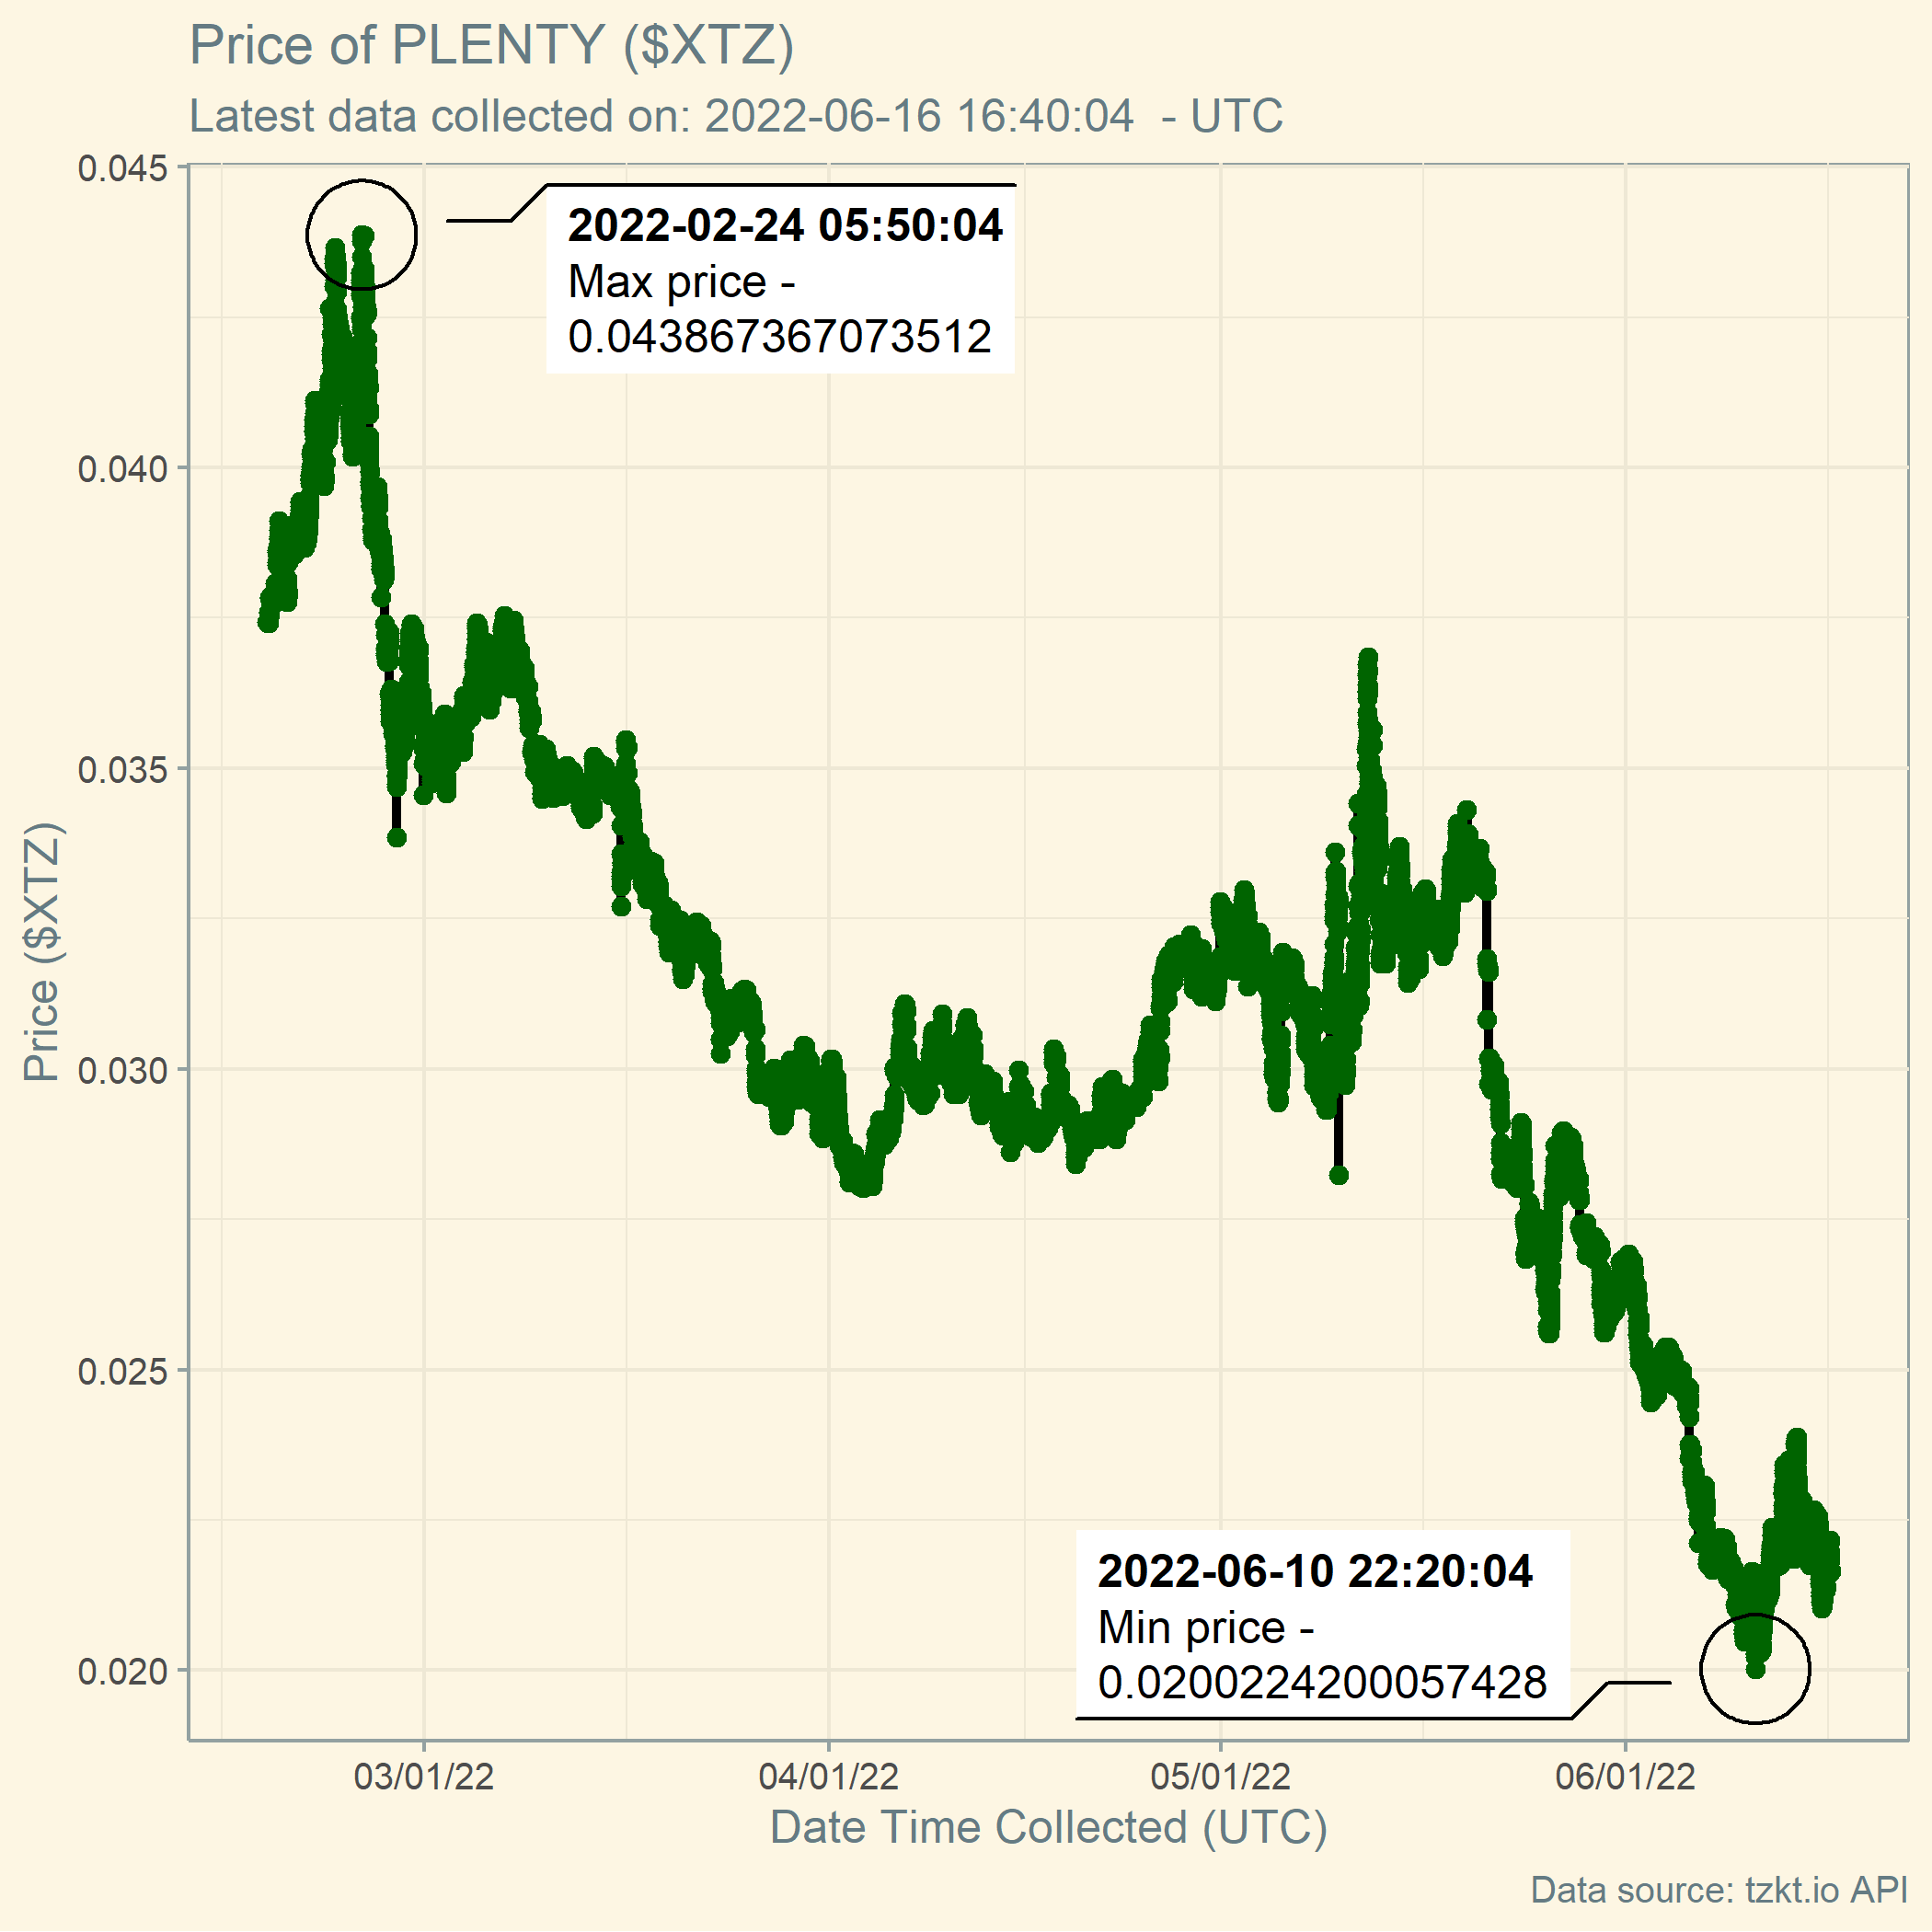 Price of PLENTY ($XTZ)
Latest data collected on: 2022-06-16 16:40:04  - UTC
0.045
0.040
0.035
0.030
0.025
0.020
Price ($XTZ)
2022-02-24 05:50:04
Max price -
0.043867367073512
2022-06-10 22:20:04
Min price -
0.0200224200057428
03/01/22
04/01/22
05/01/22
06/01/22
Date Time Collected (UTC)
Data source: tzkt.io API